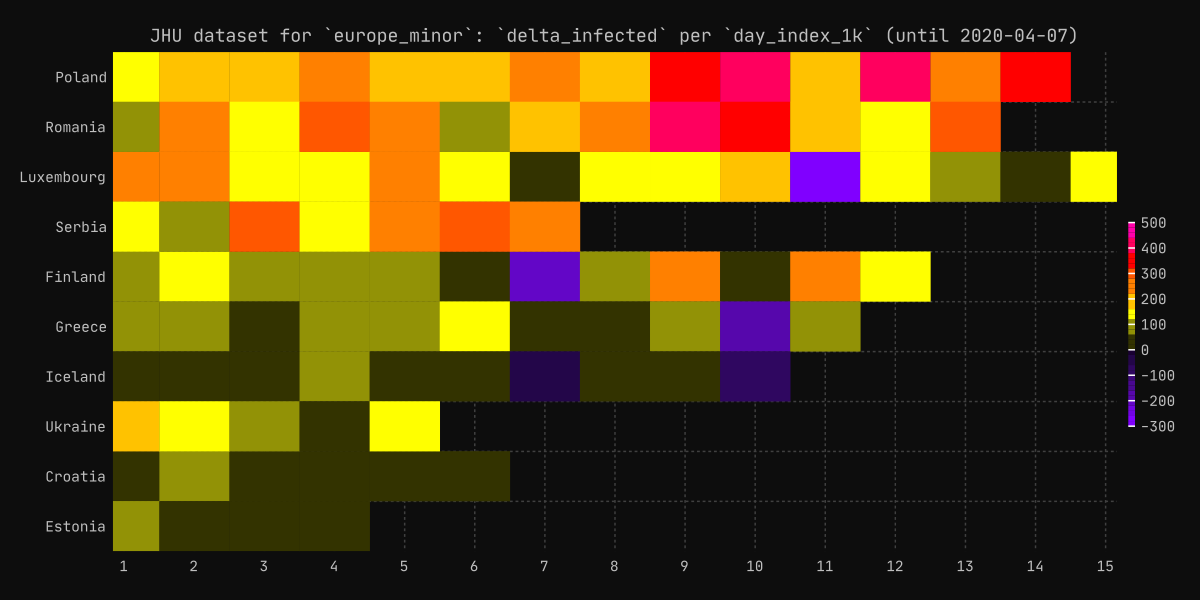 JHU dataset for `europe_minor`: `delta_infected` per `day_index_1k` (until 2020-04-07)
Poland
Romania
Luxembourg
Serbia
Finland
Greece
Iceland
Ukraine
Croatia
Estonia
1 2 3 4 5 6 7 8 9 10 11 12 13 14 15
500
400
300
200
100
0
-100
-200
-300